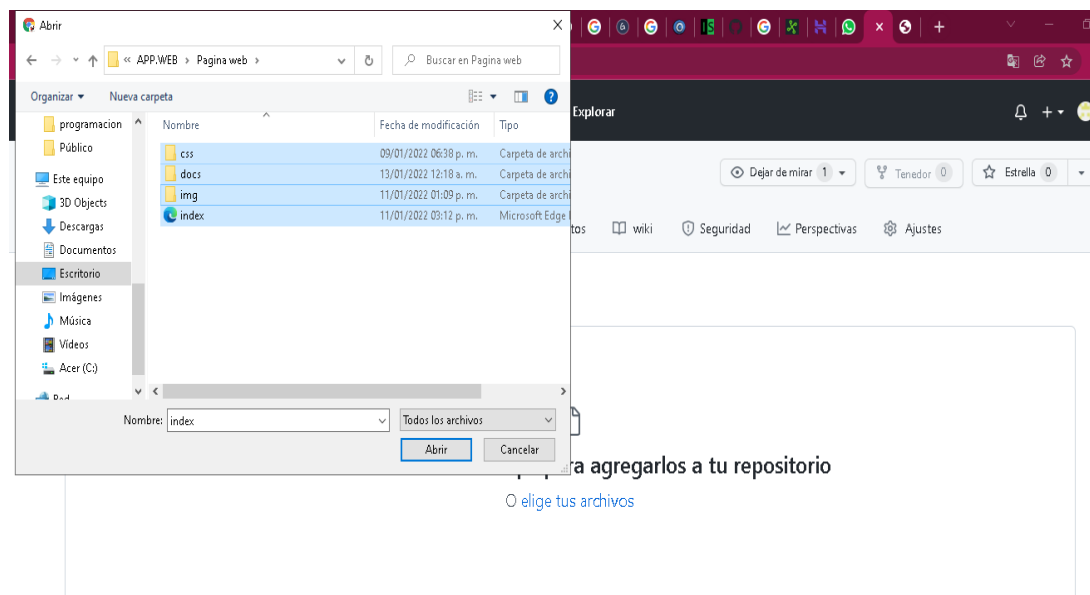 Abrir
« APP.WEB › Pagina web ›
Buscar en Pagina web
Organizar
Nueva carpeta
Explorar
programacion
Público
Este equipo
3D Objects
Descargas
Documentos
Escritorio
Imágenes
Música
Vídeos
Acer (C:)
Red
Nombre
Fecha de modificación
Tipo
css
09/01/2022 06:38 p. m.
Carpeta de archi
docs
13/01/2022 12:18 a. m.
Carpeta de archi
img
11/01/2022 01:09 p. m.
Carpeta de archi
index
11/01/2022 03:12 p. m.
Microsoft Edge
Nombre:
index
Todos los archivos
Abrir
Cancelar
Dejar de mirar 1
Tenedor 0
Estrella 0
tos
wiki
Seguridad
Perspectivas
Ajustes
ra agregarlos a tu repositorio
O elige tus archivos